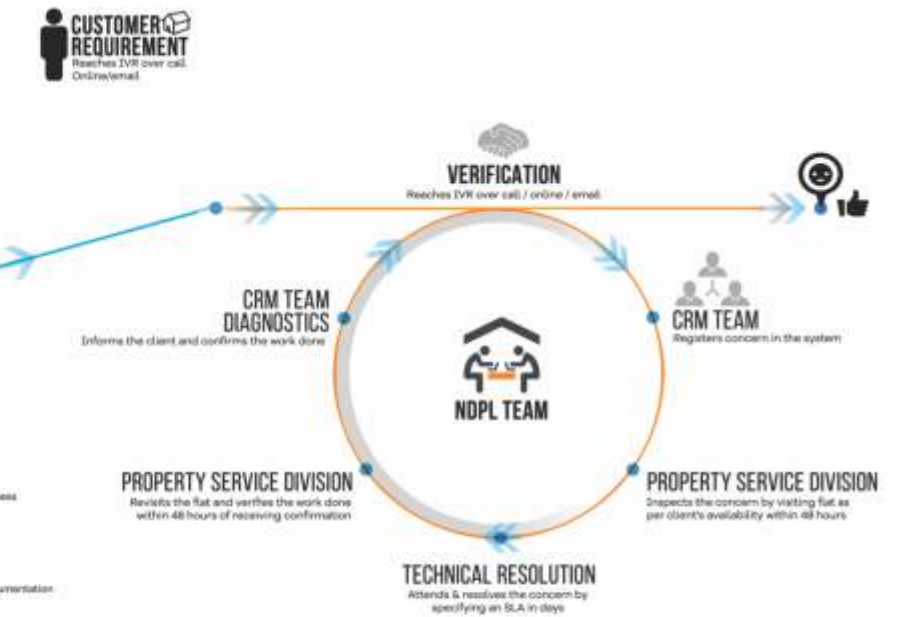 CUSTOMER
REQUIREMENT
Reaches IVR over call
Online/email
VERIFICATION
Reaches IVR over call / online / email
CRM TEAM
DIAGNOSTICS
Informs the client and confirms the work done
CRM TEAM
Registers concern in the system
NDPL TEAM
PROPERTY SERVICE DIVISION
Revisits the flat and verifies the work done
within 48 hours of receiving confirmation
PROPERTY SERVICE DIVISION
Inspects the concern by visiting flat as
per client's availability within 48 hours
TECHNICAL RESOLUTION
Attends & resolves the concern by
specifying an SLA in days